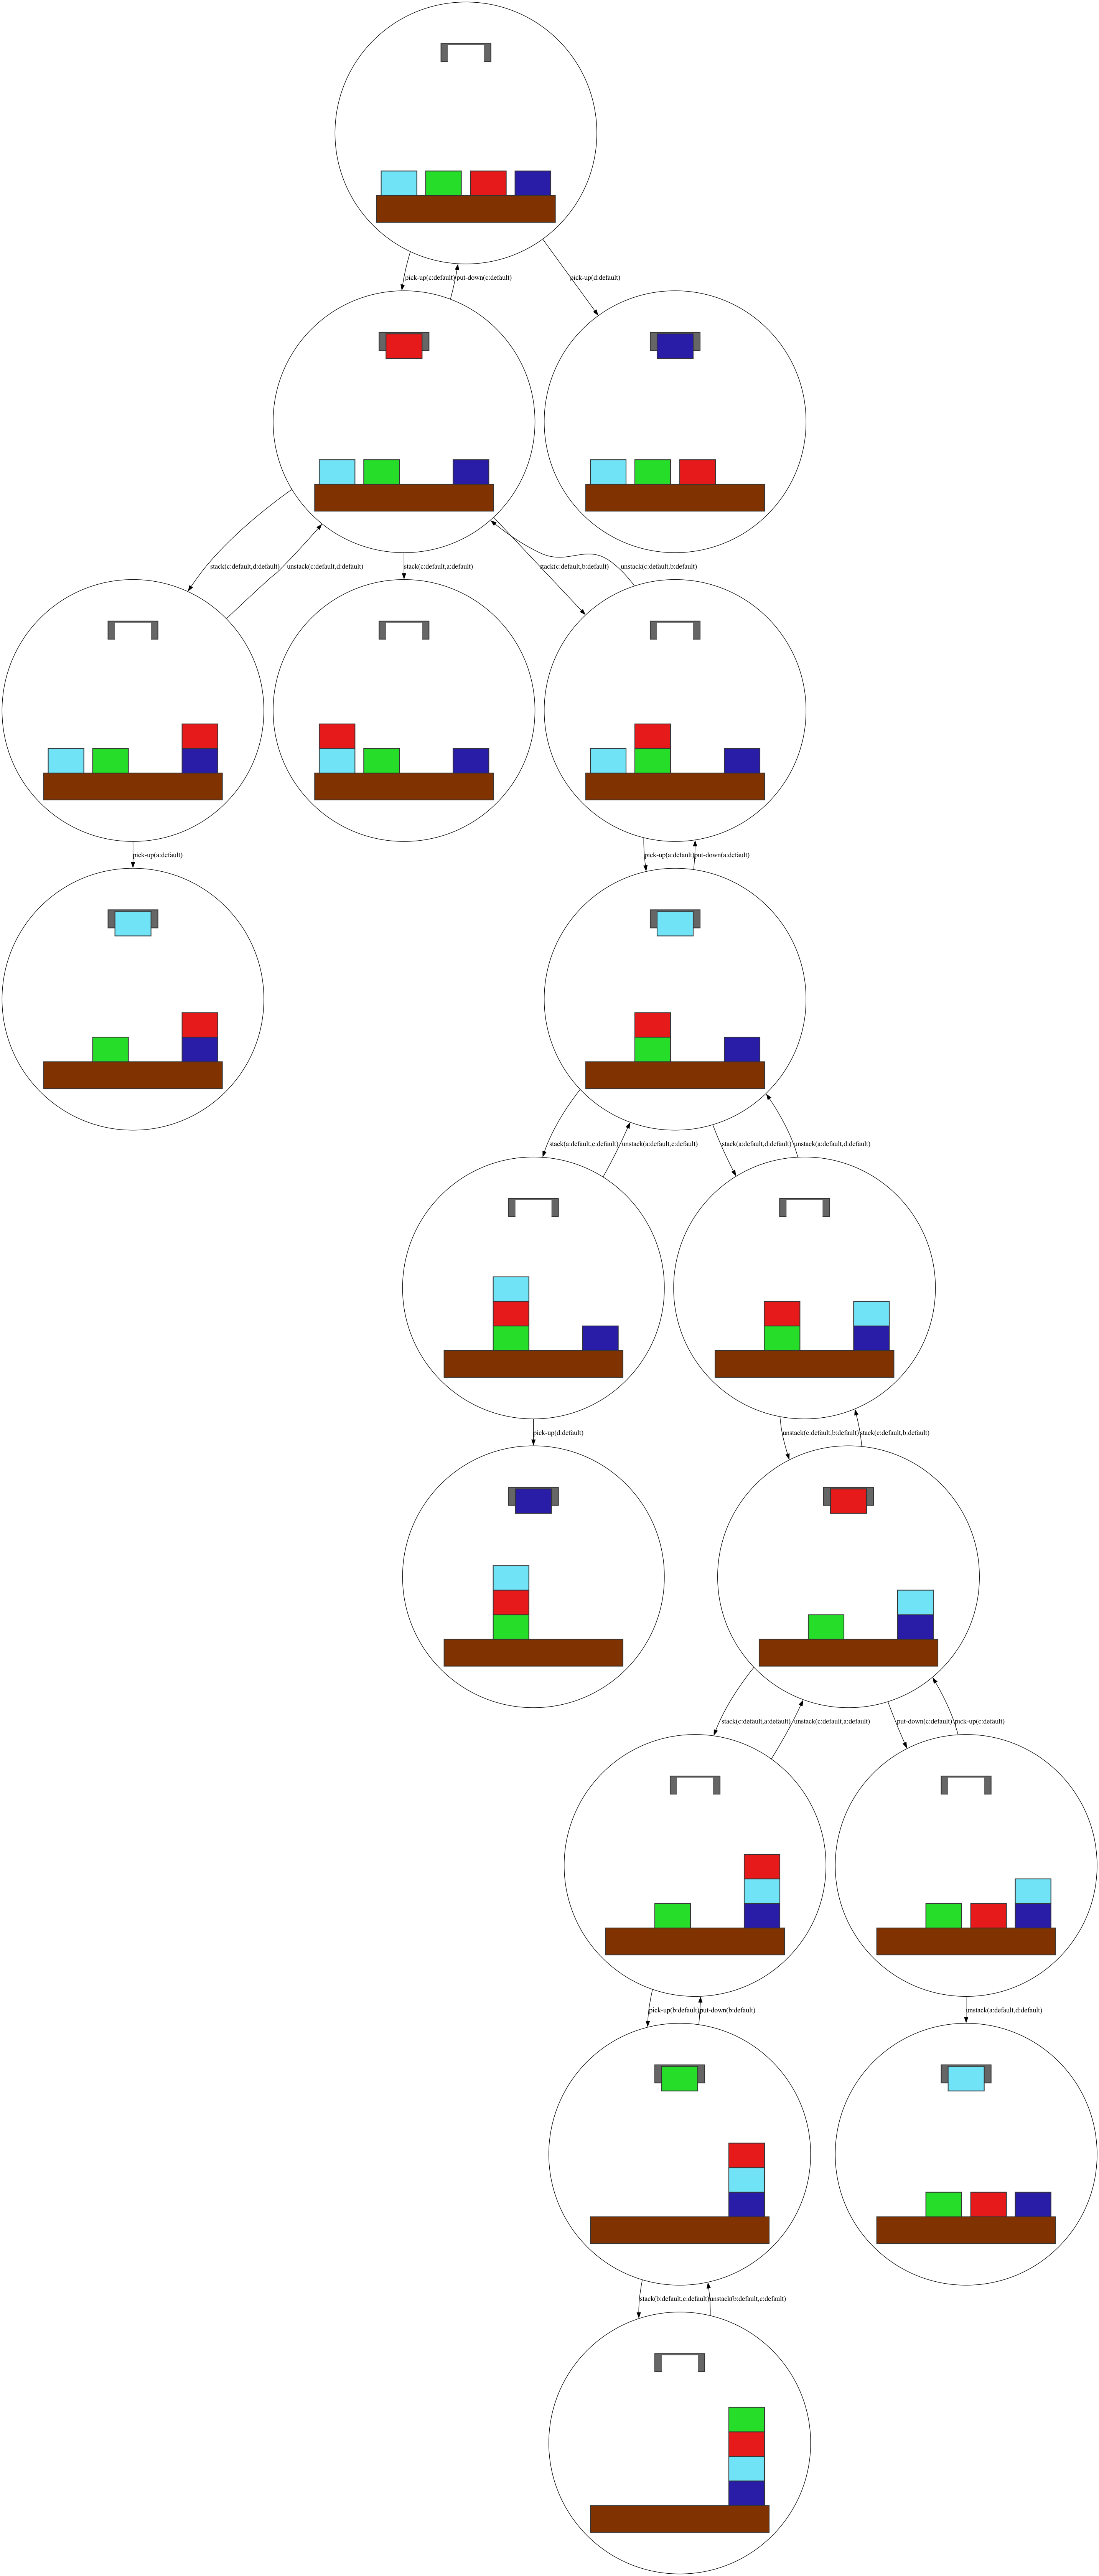 pick-up(c:default)
put-down(c:default)
pick-up(d:default)
stack(c:default,d:default)
unstack(c:default,d:default)
stack(c:default,a:default)
stack(c:default,b:default)
unstack(c:default,b:default)
pick-up(a:default)
pick-up(a:default)
put-down(a:default)
stack(a:default,c:default)
unstack(a:default,c:default)
stack(a:default,d:default)
unstack(a:default,d:default)
pick-up(d:default)
unstack(c:default,b:default)
stack(c:default,b:default)
stack(c:default,a:default)
unstack(c:default,a:default)
put-down(c:default)
pick-up(c:default)
pick-up(b:default)
put-down(b:default)
unstack(a:default,d:default)
stack(b:default,c:default)
unstack(b:default,c:default)